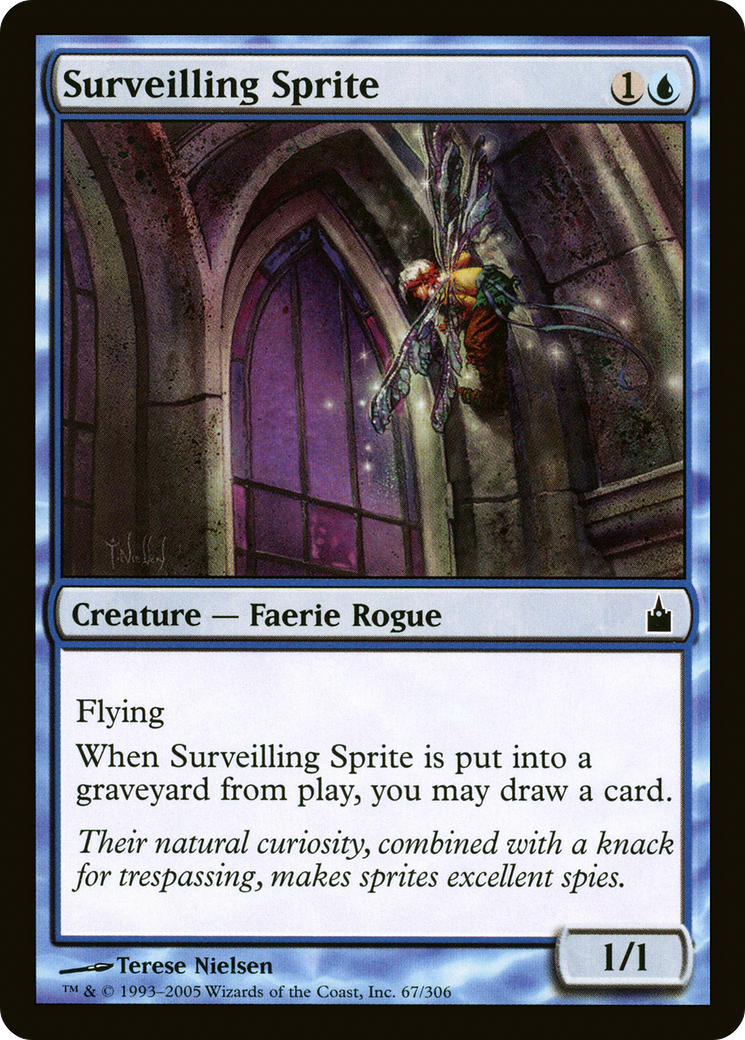 Surveilling Sprite 1
T. Nielsen
Creature — Faerie Rogue
Flying
When Surveilling Sprite is put into a
graveyard from play, you may draw a card.
Their natural curiosity, combined with a knack
for trespassing, makes sprites excellent spies.
1/1
Terese Nielsen
™ & © 1993–2005 Wizards of the Coast, Inc. 67/306